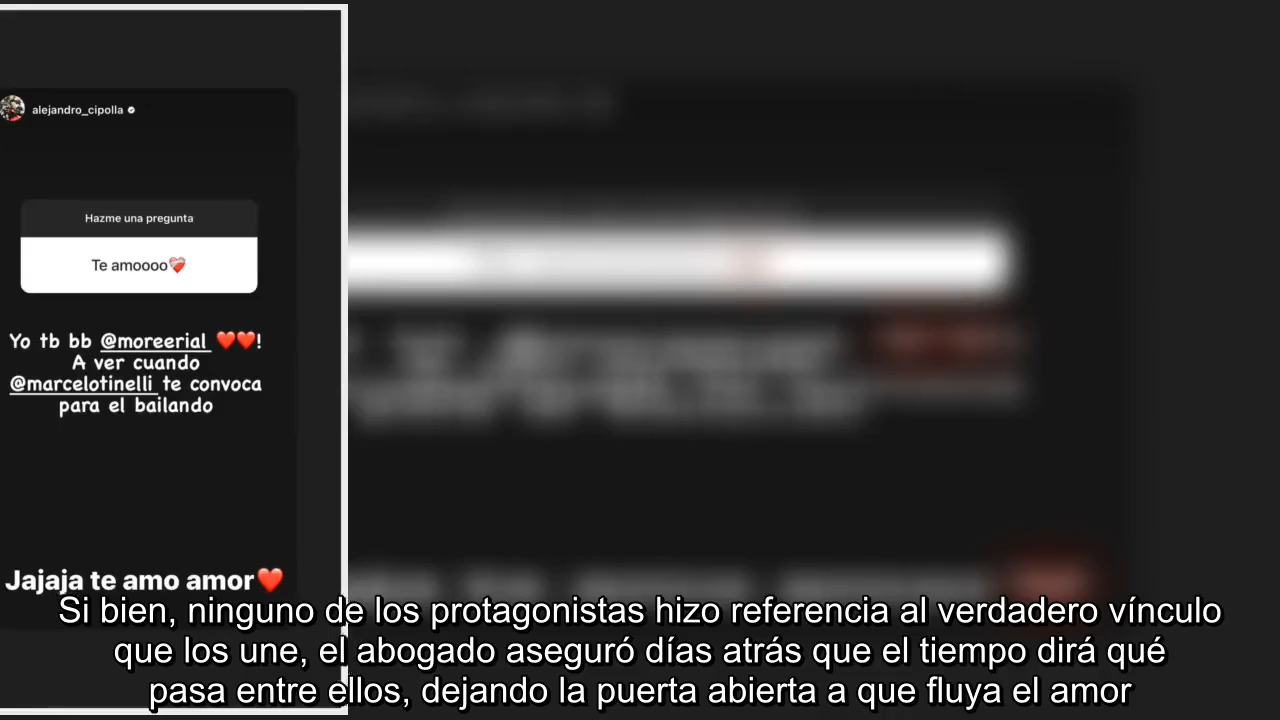 alejandro_cipolla
Hazme una pregunta
Te amoooo❤️‍🩹
Yo tb bb @moreerial ❤️❤️!
A ver cuando
@marcelotinelli te convoca
para el bailando
Jajaja te amo amor❤️
Si bien, ninguno de los protagonistas hizo referencia al verdadero vínculo
que los une, el abogado aseguró días atrás que el tiempo dirá qué
pasa entre ellos, dejando la puerta abierta a que fluya el amor